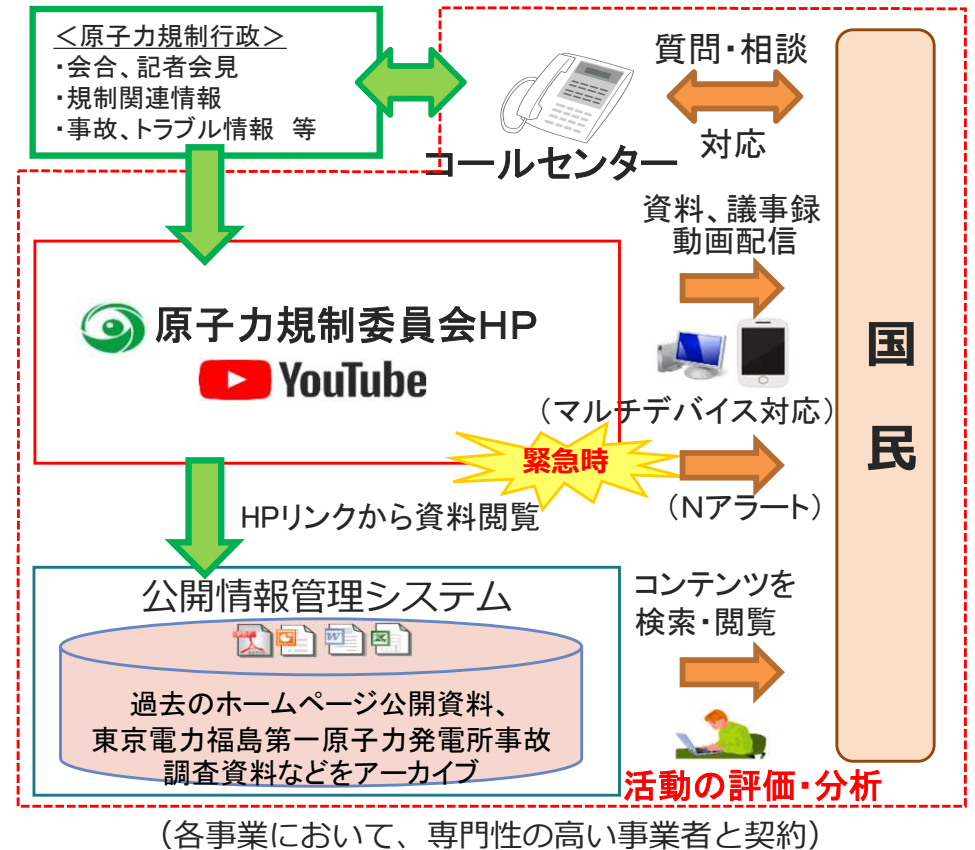 ＜原子力規制行政＞
・会合、記者会見
・規制関連情報
・事故、トラブル情報　等
コールセンター
質問・相談
対応
資料、議事録
動画配信
原子力規制委員会HP
YouTube
（マルチデバイス対応）
緊急時
（Nアラート）
HPリンクから資料閲覧
国
民
公開情報管理システム
過去のホームページ公開資料、
東京電力福島第一原子力発電所事故
調査資料などをアーカイブ
コンテンツを
検索・閲覧
活動の評価・分析
（各事業において、専門性の高い事業者と契約）